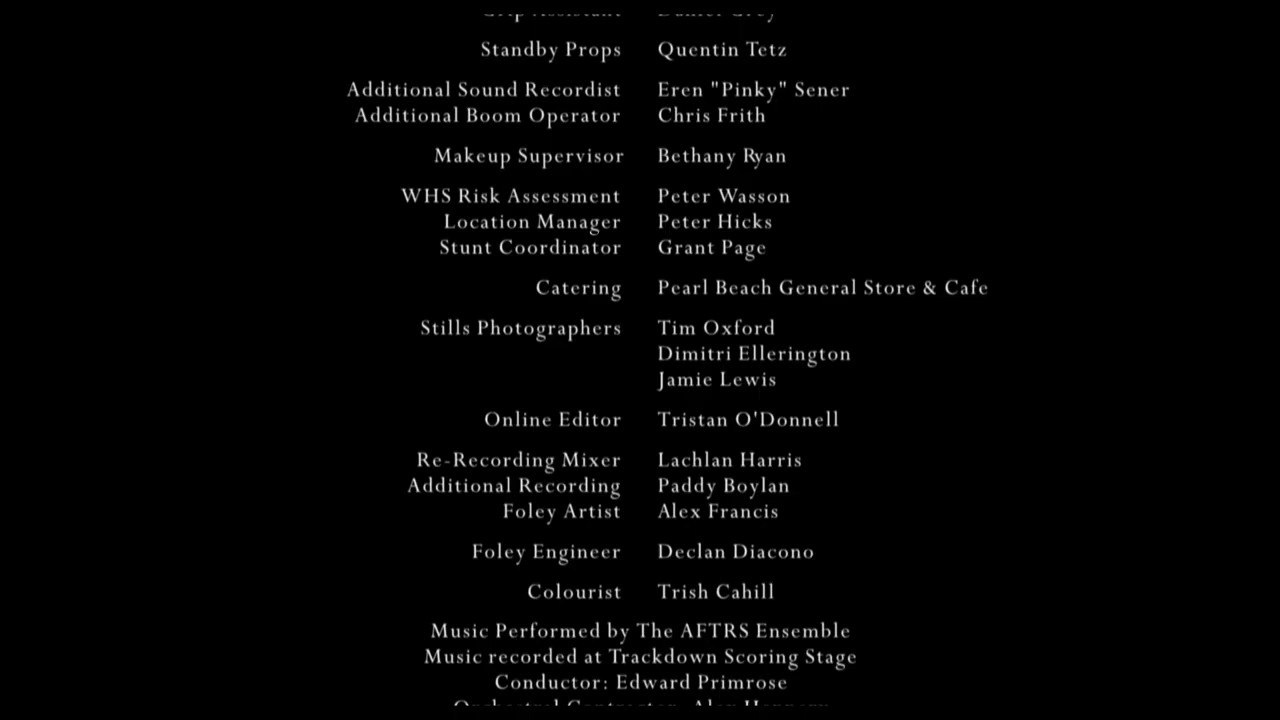 Standby Props Quentin Tetz
Additional Sound Recordist Eren "Pinky" Sener
Additional Boom Operator Chris Frith
Makeup Supervisor Bethany Ryan
WHS Risk Assessment Peter Wasson
Location Manager Peter Hicks
Stunt Coordinator Grant Page
Catering Pearl Beach General Store & Cafe
Stills Photographers Tim Oxford
Dimitri Ellerington
Jamie Lewis
Online Editor Tristan O'Donnell
Re-Recording Mixer Lachlan Harris
Additional Recording Paddy Boylan
Foley Artist Alex Francis
Foley Engineer Declan Diacono
Colourist Trish Cahill
Music Performed by The AFTRS Ensemble
Music recorded at Trackdown Scoring Stage
Conductor: Edward Primrose